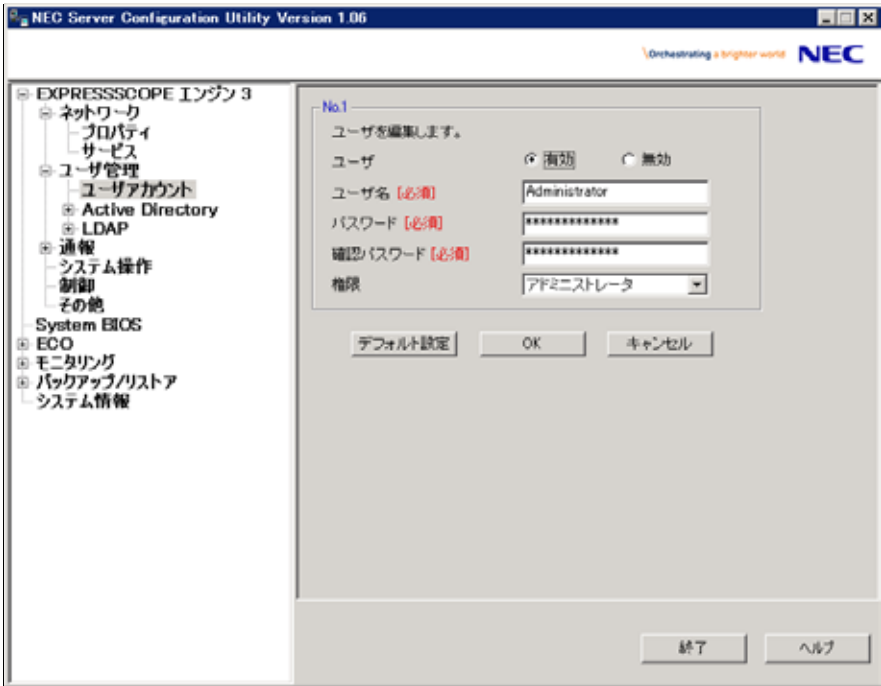 NEC Server Configuration Utility Version 1.06
\Orchestrating a brighter world NEC
EXPRESSSCOPE エンジン 3
ネットワーク
プロパティ
サービス
ユーザ管理
ユーザアカウント
Active Directory
LDAP
通報
システム操作
制御
その他
System BIOS
ECO
モニタリング
バックアップ/リストア
システム情報
No.1
ユーザを編集します。
ユーザ 有効 無効
ユーザ名 [必須] Administrator
パスワード [必須] *************
確認パスワード [必須] *************
権限 アドミニストレータ
デフォルト設定 OK キャンセル
終了 ヘルプ